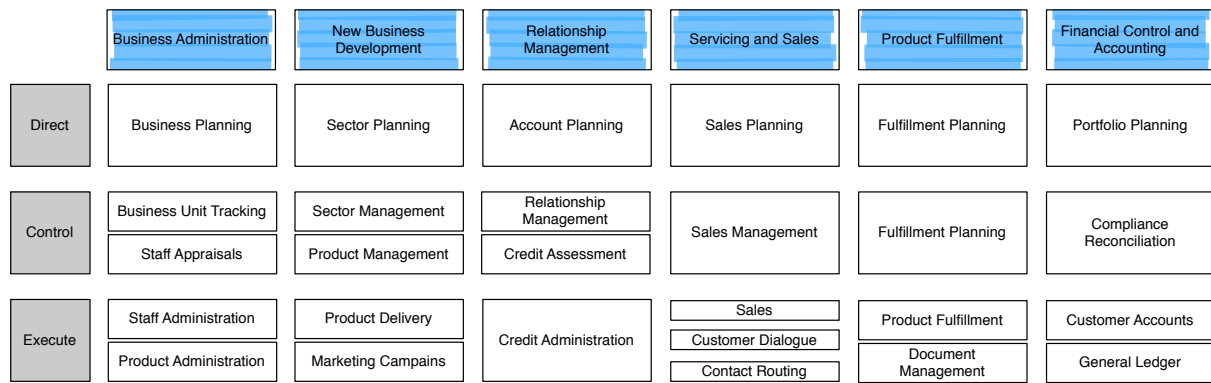 Business Administration
New Business
Development
Relationship
Management
Servicing and Sales
Product Fulfillment
Financial Control and
Accounting
Direct
Business Planning
Sector Planning
Account Planning
Sales Planning
Fulfillment Planning
Portfolio Planning
Control
Business Unit Tracking
Staff Appraisals
Sector Management
Product Management
Relationship
Management
Credit Assessment
Sales Management
Fulfillment Planning
Compliance
Reconciliation
Execute
Staff Administration
Product Administration
Product Delivery
Marketing Campains
Credit Administration
Sales
Customer Dialogue
Contact Routing
Product Fulfillment
Document
Management
Customer Accounts
General Ledger